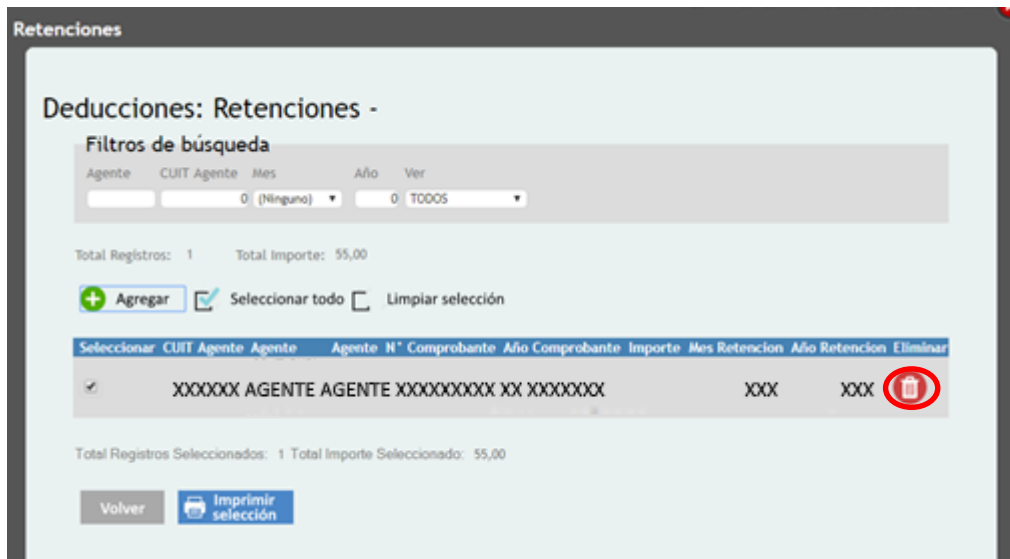 Retenciones
Deducciones: Retenciones -
Filtros de búsqueda
Agente CUIT Agente Mes Año Ver
0 (Ninguno) 0 TODOS
Total Registros: 1 Total Importe: 55,00
Agregar Seleccionar todo Limpiar selección
Seleccionar CUIT Agente Agente Agente N° Comprobante Año Comprobante Importe Mes Retencion Año Retencion Eliminar
XXXXXX AGENTE AGENTE XXXXXXXXX XX XXXXXXX XXX XXX
Total Registros Seleccionados: 1 Total Importe Seleccionado: 55,00
Volver Imprimir
selección